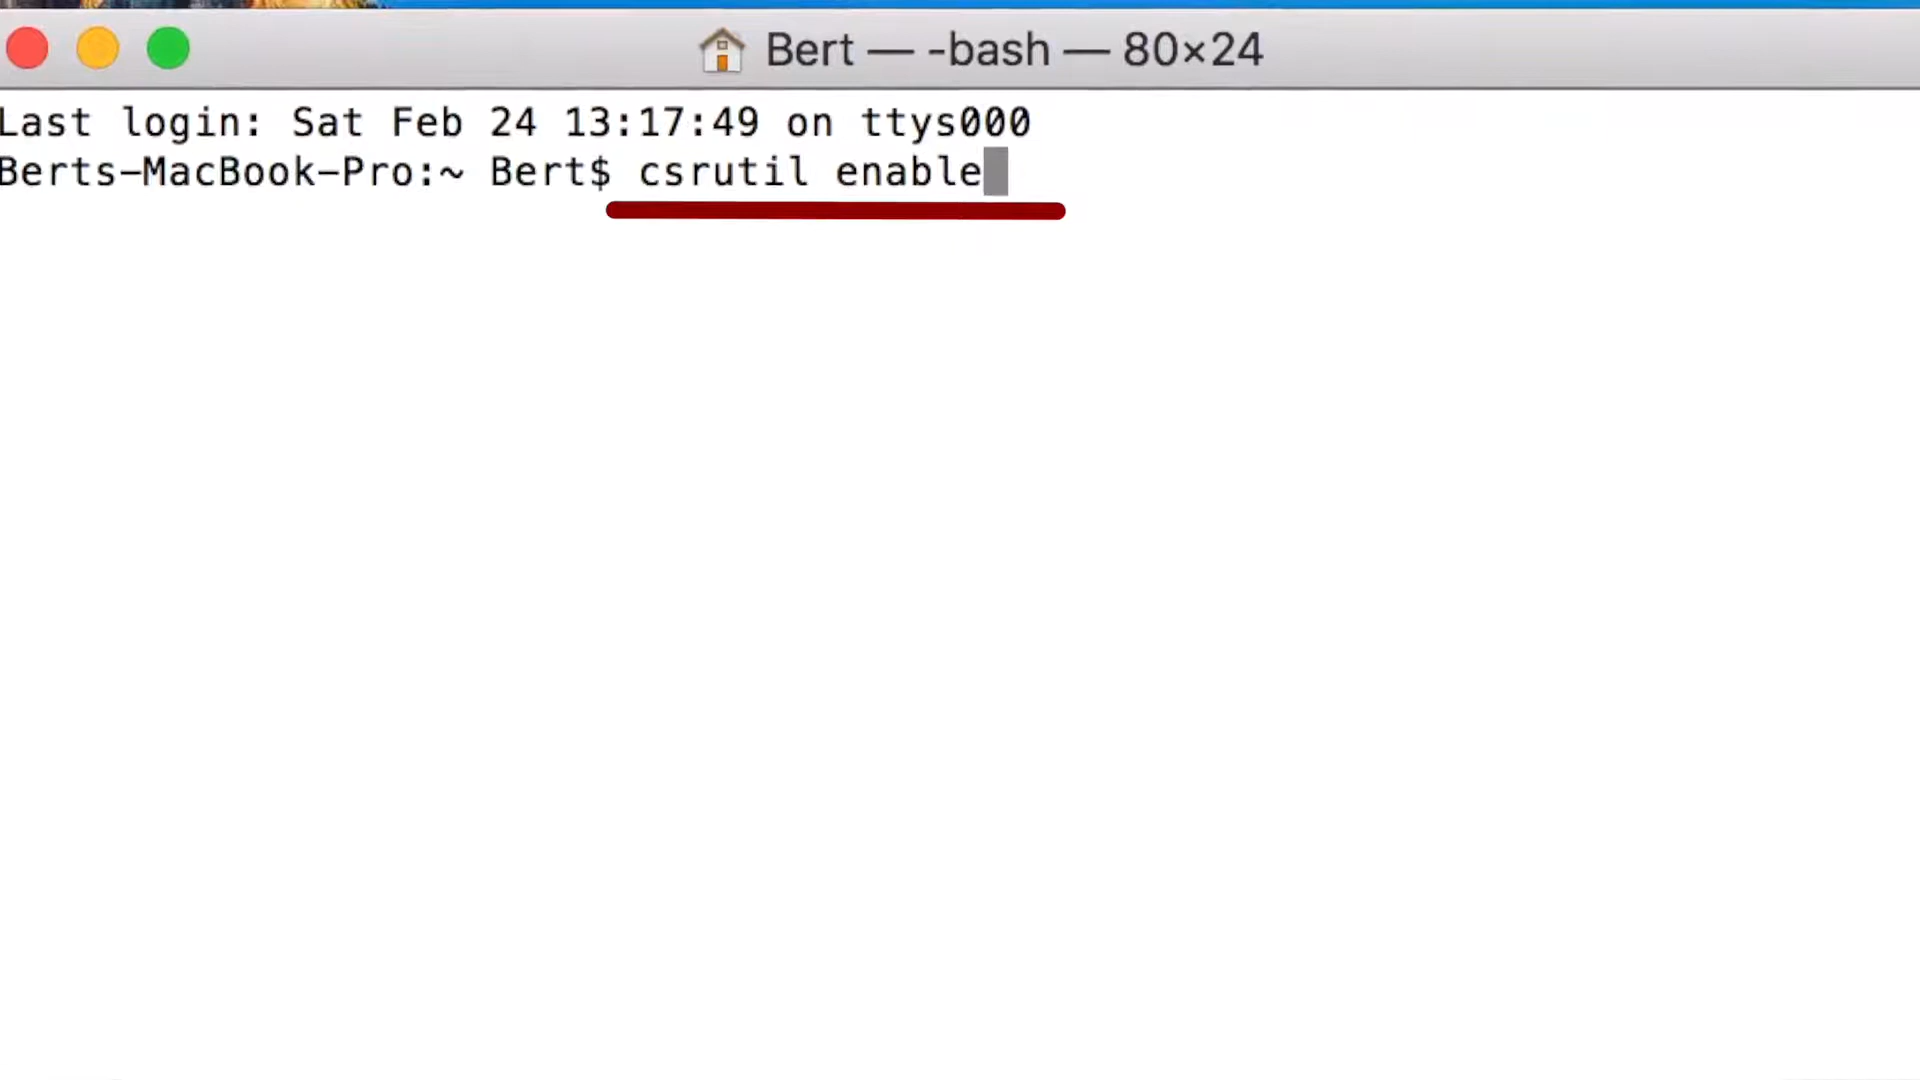 Bert — -bash — 80×24
Last login: Sat Feb 24 13:17:49 on ttys000
Berts-MacBook-Pro:~ Bert$ csrutil enable